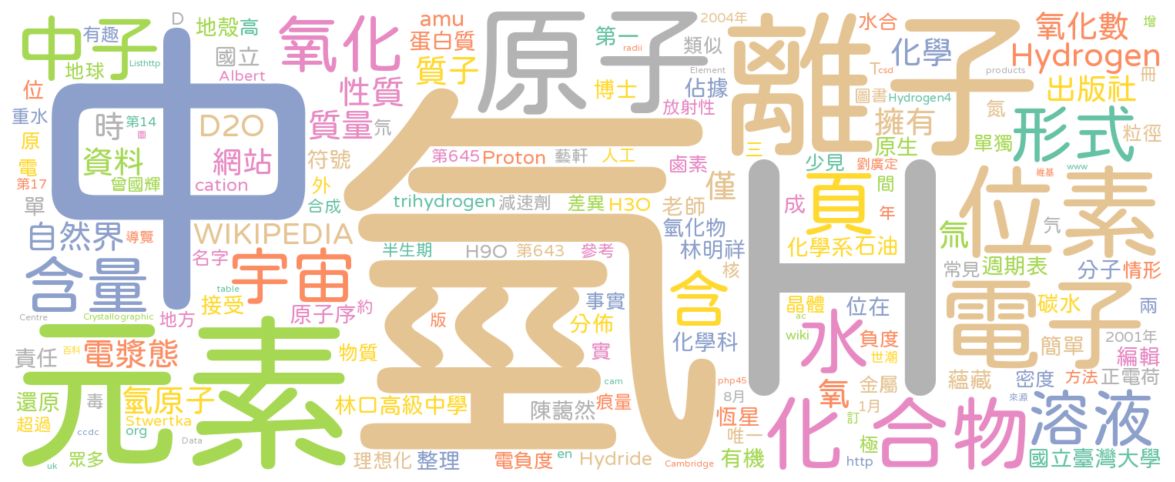 中子
有趣
D
地殼
高
氧化
amu
蛋白質
原子
第一
2004年
類似
radii
離子
水合
化學
氧化數
增
Listhttp
地球
國立
Albert
質子
性質
博士
佔據
Element
放射性
T
csd
products
Hydrogen
冊
位
重水
第14
圖
時
D2O
質量
氘
圖書
Hydrogen4
出版社
氮
擁有
形式
粒徑
原
電
第17
中
資料
網站
符號
第645
Proton
藝軒
人工
三
原生
單獨
少見
劉廣定
維基
www
單
曾國輝
cation
外
合成
氫
trihydrogen
減速劑
差異
H3O
鹵素
僅
老師
H
頁
成
間
年
位素
氣
自然界
導覽
WIKIPEDIA
半生期
H9O
第643
參考
氫化物
林明祥
化學系
石油
氚
常見
週期表
分子
情形
含量
名字
宇宙
table
接受
地方
原子序
約
核
含
事實
分佈
晶體
位在
ac
wiki
水
負度
世潮
電子
碳水
兩
Centre
Crystallographic
版
實
化學科
簡單
2001年
編輯
元素
責任
百科
電漿態
物質
還原
超過
毒
氫原子
Stwertka
ccdc
org
眾多
uk
Data
林口高級中學
cam
痕量
陳藹然
php45
8月
恆星
唯一
氧
金屬
1月
訂
蘊藏
密度
方法
正電荷
來源
理想化
整理
電負度
en
Hydride
Cambridge
有機
http
極
化合物
溶液
國立臺灣大學